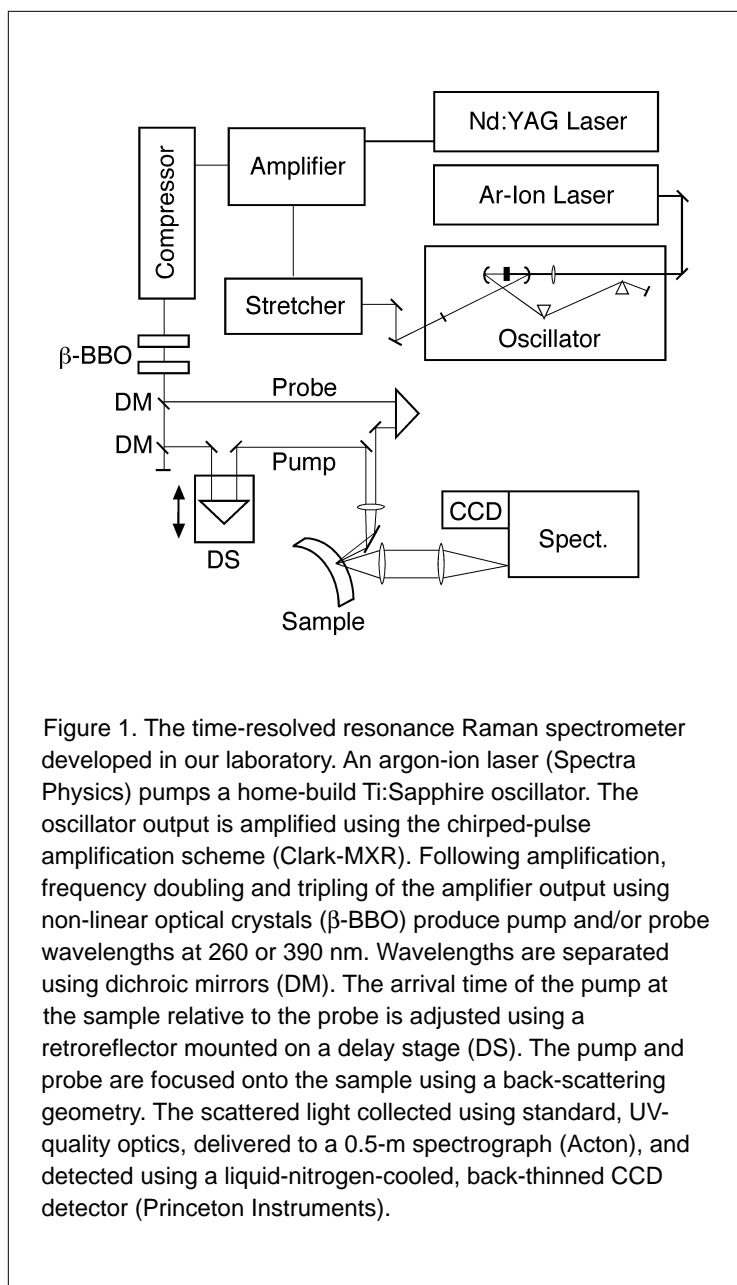 Nd:YAG Laser
Amplifier
Compressor
Ar-Ion Laser
Stretcher
Oscillator
β-BBO
DM
Probe
DM
Pump
DS
CCD
Spect.
Sample
Figure 1. The time-resolved resonance Raman spectrometer
developed in our laboratory. An argon-ion laser (Spectra
Physics) pumps a home-build Ti:Sapphire oscillator. The
oscillator output is amplified using the chirped-pulse
amplification scheme (Clark-MXR). Following amplification,
frequency doubling and tripling of the amplifier output using
non-linear optical crystals (β-BBO) produce pump and/or probe
wavelengths at 260 or 390 nm. Wavelengths are separated
using dichroic mirrors (DM). The arrival time of the pump at
the sample relative to the probe is adjusted using a
retroreflector mounted on a delay stage (DS). The pump and
probe are focused onto the sample using a back-scattering
geometry. The scattered light collected using standard, UV-
quality optics, delivered to a 0.5-m spectrograph (Acton), and
detected using a liquid-nitrogen-cooled, back-thinned CCD
detector (Princeton Instruments).